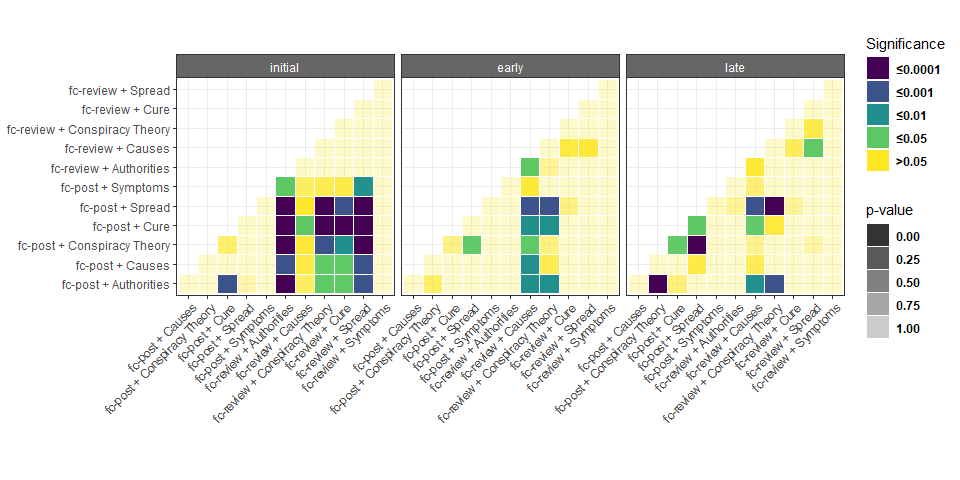 initial
early
late
fc-review + Spread
fc-review + Cure
fc-review + Conspiracy Theory
fc-review + Causes
fc-review + Authorities
fc-post + Symptoms
fc-post + Spread
fc-post + Cure
fc-post + Conspiracy Theory
fc-post + Causes
fc-post + Authorities
fc-post + Causes
fc-post + Conspiracy Theory
fc-post + Cure
fc-post + Spread
fc-post + Symptoms
fc-review + Authorities
fc-review + Causes
fc-review + Conspiracy Theory
fc-review + Cure
fc-review + Spread
fc-review + Symptoms
fc-post + Causes
fc-post + Conspiracy Theory
fc-post + Cure
fc-post + Spread
fc-post + Symptoms
fc-review + Authorities
fc-review + Causes
fc-review + Conspiracy Theory
fc-review + Cure
fc-review + Spread
fc-review + Symptoms
fc-post + Causes
fc-post + Conspiracy Theory
fc-post + Cure
fc-post + Spread
fc-post + Symptoms
fc-review + Authorities
fc-review + Causes
fc-review + Conspiracy Theory
fc-review + Cure
fc-review + Spread
fc-review + Symptoms
Significance
≤0.0001
≤0.001
≤0.01
≤0.05
>0.05
p-value
0.00
0.25
0.50
0.75
1.00